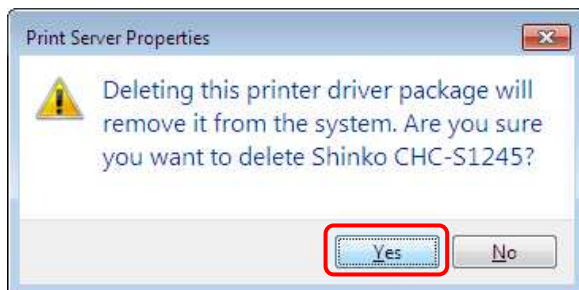 Print Server Properties
Deleting this printer driver package will
remove it from the system. Are you sure
you want to delete Shinko CHC-S1245?
Yes
No